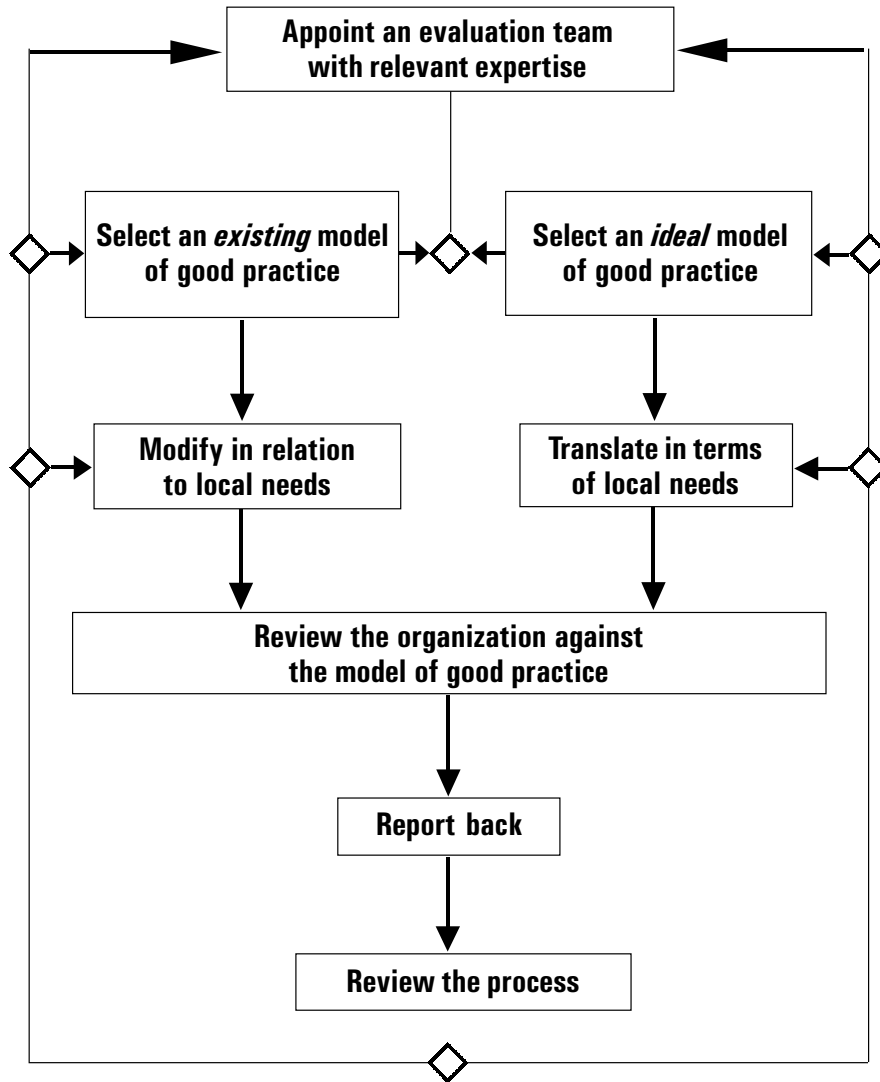 Appoint an evaluation team
with relevant expertise
Select an existing model
of good practice
Select an ideal model
of good practice
Modify in relation
to local needs
Translate in terms
of local needs
Review the organization against
the model of good practice
Report back
Review the process